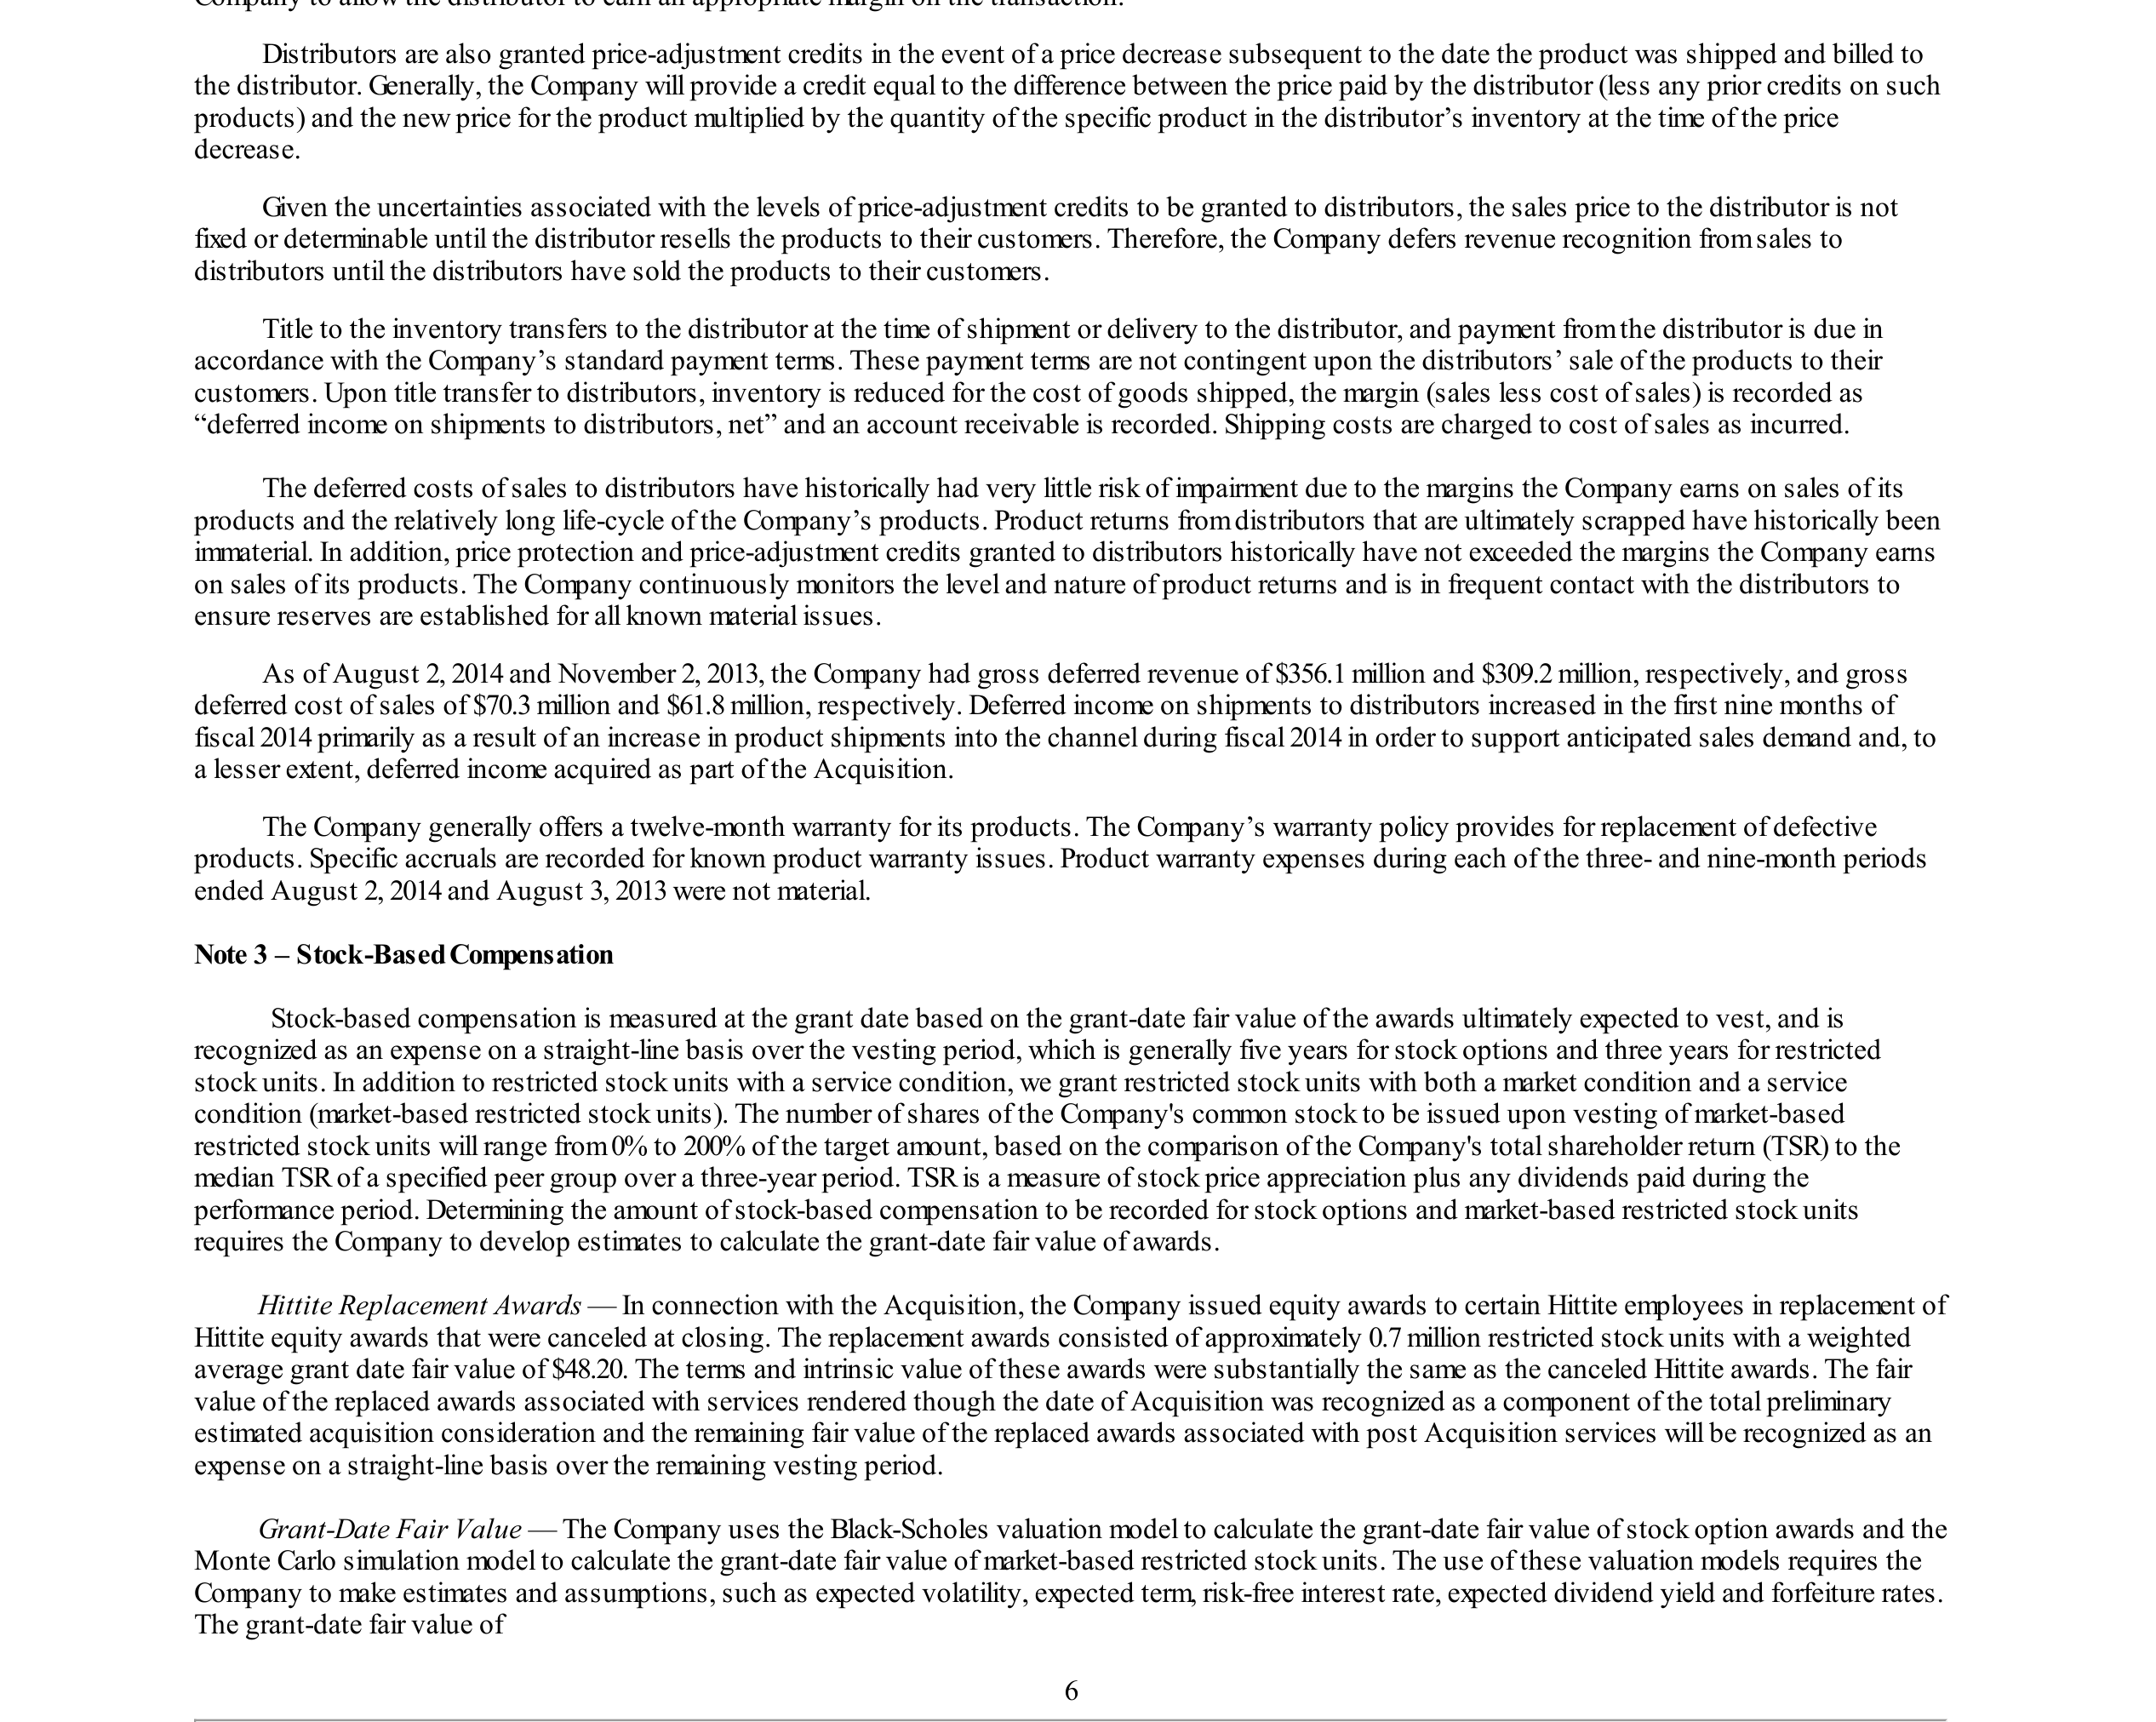 Company to allow the distributor to earn an appropriate margin on the transaction.
Distributors are also granted price-adjustment credits in the event of a price decrease subsequent to the date the product was shipped and billed to
the distributor. Generally, the Company will provide a credit equal to the difference between the price paid by the distributor (less any prior credits on such
products) and the new price for the product multiplied by the quantity of the specific product in the distributor’s inventory at the time of the price
decrease.
Given the uncertainties associated with the levels of price-adjustment credits to be granted to distributors, the sales price to the distributor is not
fixed or determinable until the distributor resells the products to their customers. Therefore, the Company defers revenue recognition from sales to
distributors until the distributors have sold the products to their customers.
Title to the inventory transfers to the distributor at the time of shipment or delivery to the distributor, and payment from the distributor is due in
accordance with the Company’s standard payment terms. These payment terms are not contingent upon the distributors’ sale of the products to their
customers. Upon title transfer to distributors, inventory is reduced for the cost of goods shipped, the margin (sales less cost of sales) is recorded as
“deferred income on shipments to distributors, net” and an account receivable is recorded. Shipping costs are charged to cost of sales as incurred.
The deferred costs of sales to distributors have historically had very little risk of impairment due to the margins the Company earns on sales of its
products and the relatively long life-cycle of the Company’s products. Product returns from distributors that are ultimately scrapped have historically been
immaterial. In addition, price protection and price-adjustment credits granted to distributors historically have not exceeded the margins the Company earns
on sales of its products. The Company continuously monitors the level and nature of product returns and is in frequent contact with the distributors to
ensure reserves are established for all known material issues.
As of August 2, 2014 and November 2, 2013, the Company had gross deferred revenue of $356.1 million and $309.2 million, respectively, and gross
deferred cost of sales of $70.3 million and $61.8 million, respectively. Deferred income on shipments to distributors increased in the first nine months of
fiscal 2014 primarily as a result of an increase in product shipments into the channel during fiscal 2014 in order to support anticipated sales demand and, to
a lesser extent, deferred income acquired as part of the Acquisition.
The Company generally offers a twelve-month warranty for its products. The Company’s warranty policy provides for replacement of defective
products. Specific accruals are recorded for known product warranty issues. Product warranty expenses during each of the three- and nine-month periods
ended August 2, 2014 and August 3, 2013 were not material.
Note 3 – Stock-Based Compensation
Stock-based compensation is measured at the grant date based on the grant-date fair value of the awards ultimately expected to vest, and is
recognized as an expense on a straight-line basis over the vesting period, which is generally five years for stock options and three years for restricted
stock units. In addition to restricted stock units with a service condition, we grant restricted stock units with both a market condition and a service
condition (market-based restricted stock units). The number of shares of the Company's common stock to be issued upon vesting of market-based
restricted stock units will range from 0% to 200% of the target amount, based on the comparison of the Company's total shareholder return (TSR) to the
median TSR of a specified peer group over a three-year period. TSR is a measure of stock price appreciation plus any dividends paid during the
performance period. Determining the amount of stock-based compensation to be recorded for stock options and market-based restricted stock units
requires the Company to develop estimates to calculate the grant-date fair value of awards.
Hittite Replacement Awards — In connection with the Acquisition, the Company issued equity awards to certain Hittite employees in replacement of
Hittite equity awards that were canceled at closing. The replacement awards consisted of approximately 0.7 million restricted stock units with a weighted
average grant date fair value of $48.20. The terms and intrinsic value of these awards were substantially the same as the canceled Hittite awards. The fair
value of the replaced awards associated with services rendered though the date of Acquisition was recognized as a component of the total preliminary
estimated acquisition consideration and the remaining fair value of the replaced awards associated with post Acquisition services will be recognized as an
expense on a straight-line basis over the remaining vesting period.
Grant-Date Fair Value — The Company uses the Black-Scholes valuation model to calculate the grant-date fair value of stock option awards and the
Monte Carlo simulation model to calculate the grant-date fair value of market-based restricted stock units. The use of these valuation models requires the
Company to make estimates and assumptions, such as expected volatility, expected term, risk-free interest rate, expected dividend yield and forfeiture rates.
The grant-date fair value of
6